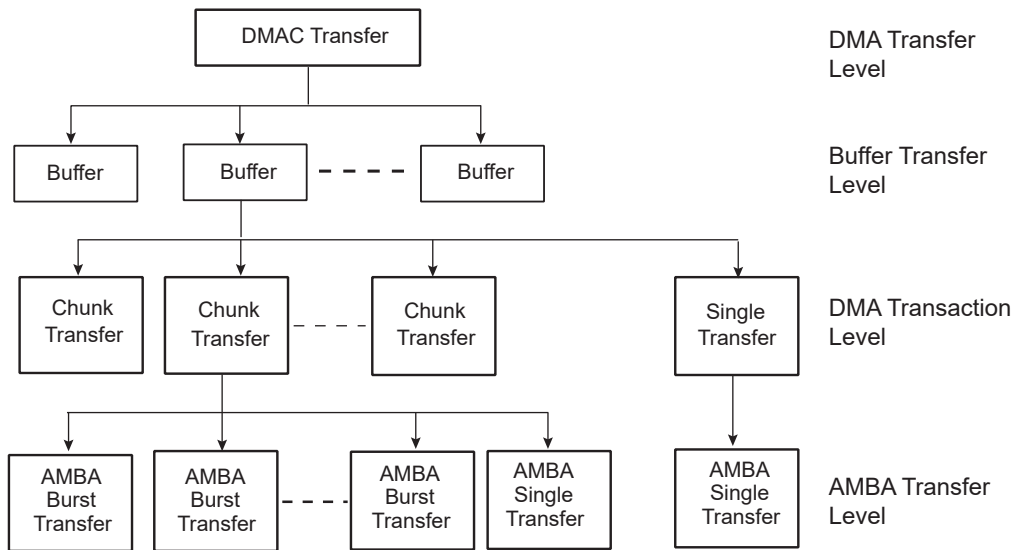 DMAC Transfer
DMA Transfer
Level
Buffer
Buffer
Buffer
Buffer Transfer
Level
Chunk
Transfer
Chunk
Transfer
Chunk
Transfer
Single
Transfer
DMA Transaction
Level
AMBA
Burst
Transfer
AMBA
Burst
Transfer
AMBA
Burst
Transfer
AMBA
Single
Transfer
AMBA
Single
Transfer
AMBA Transfer
Level